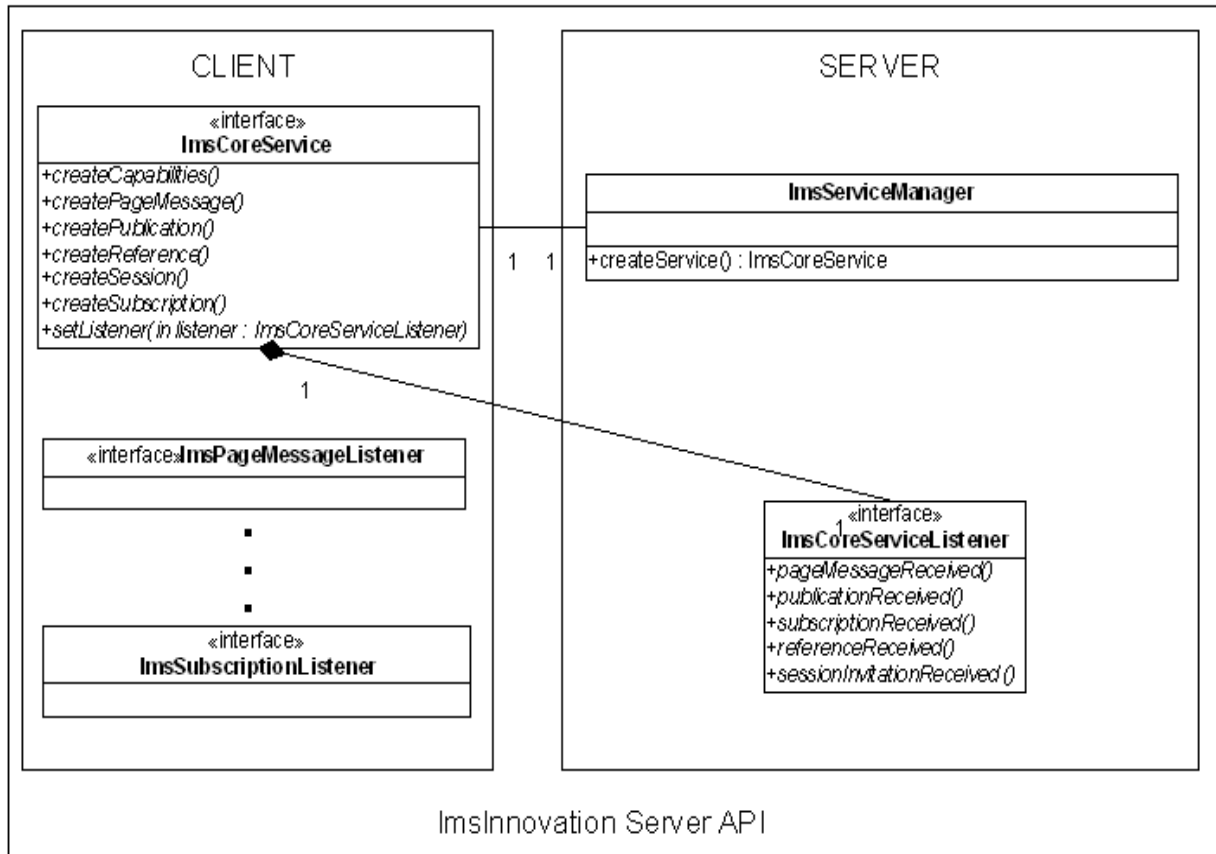 CLIENT
«interface»
ImsCoreService
+createCapabilities()
+createPageMessage()
+createPublication()
+createReference()
+createSession()
+createSubscription()
+setListener(in listener : ImsCoreServiceListener)
1
«interface»ImsPageMessageListener
«interface»
ImsSubscriptionListener
SERVER
ImsServiceManager
+createService() : ImsCoreService
1 1
«interface»
1
ImsCoreServiceListener
+pageMessageReceived()
+publicationReceived()
+subscriptionReceived()
+referenceReceived()
+sessionInvitationReceived()
ImsInnovation Server API